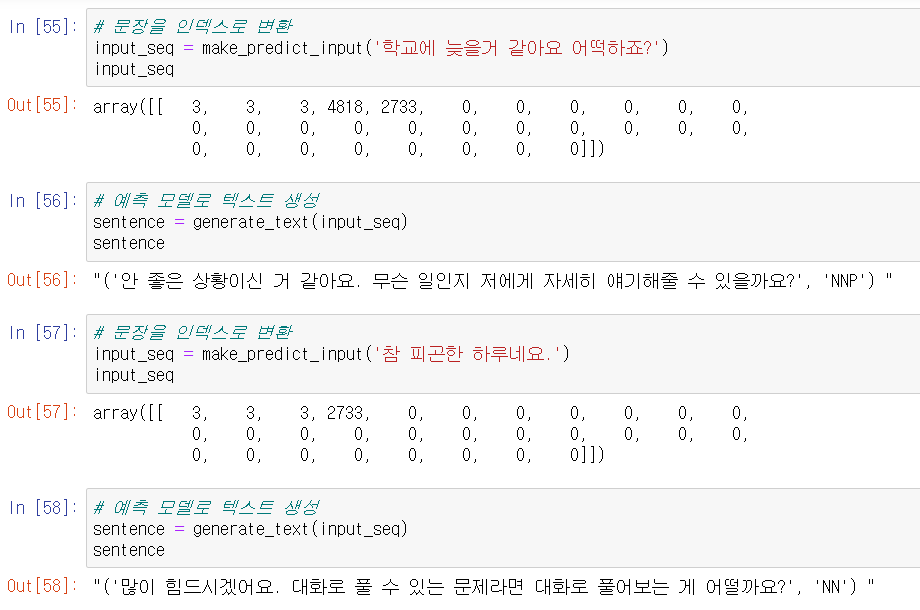 In [55]: # 문장을 인덱스로 변환
input_seq = make_predict_input('학교에 늦을거 같아요 어떡하죠?')
input_seq
Out[55]: array([[   3,    3,    3, 4818, 2733,    0,    0,    0,    0,    0,    0,
0,    0,    0,    0,    0,    0,    0,    0,    0,    0,    0,
0,    0,    0,    0,    0,    0,    0,    0]])
In [56]: # 예측 모델로 텍스트 생성
sentence = generate_text(input_seq)
sentence
Out[56]: "('안 좋은 상황이신 거 같아요. 무슨 일인지 저에게 자세히 얘기해줄 수 있을까요?', 'NNP') "
In [57]: # 문장을 인덱스로 변환
input_seq = make_predict_input('참 피곤한 하루네요.')
input_seq
Out[57]: array([[   3,    3,    3, 2733,    0,    0,    0,    0,    0,    0,    0,
0,    0,    0,    0,    0,    0,    0,    0,    0,    0,    0,
0,    0,    0,    0,    0,    0,    0,    0]])
In [58]: # 예측 모델로 텍스트 생성
sentence = generate_text(input_seq)
sentence
Out[58]: "('많이 힘드시겠어요. 대화로 풀 수 있는 문제라면 대화로 풀어보는 게 어떨까요?', 'NN') "